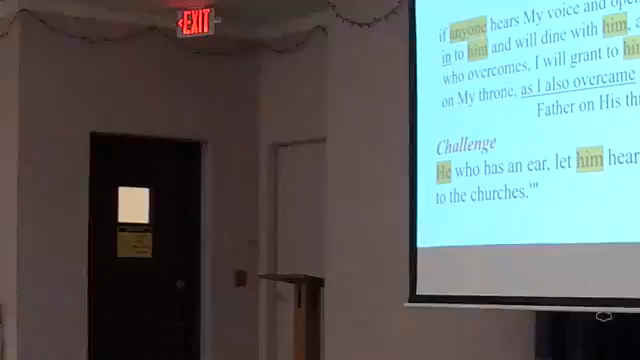 EXIT
if anyone hears My voice and open
in to him and will dine with him, a
who overcomes, I will grant to hi
on My throne, as I also overcame
Father on His thr
Challenge
He who has an ear, let him hear
to the churches.'"